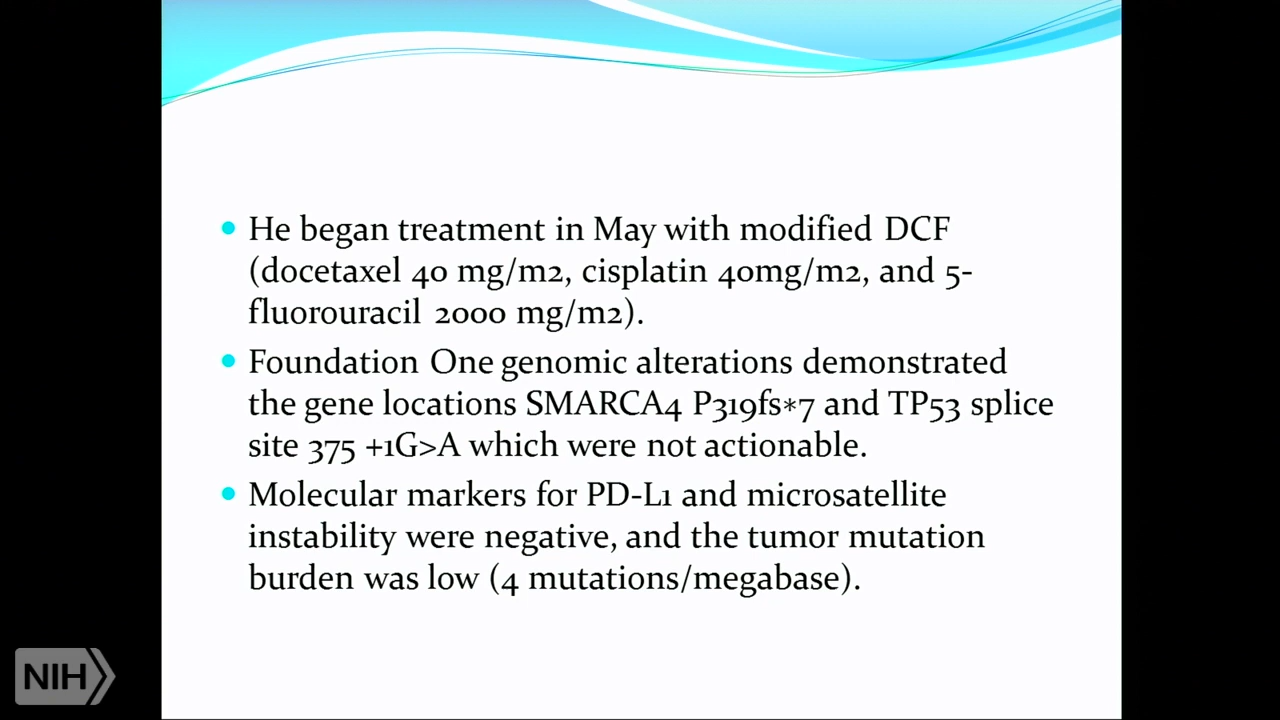 He began treatment in May with modified DCF
(docetaxel 40 mg/m2, cisplatin 40mg/m2, and 5-
fluorouracil 2000 mg/m2).
Foundation One genomic alterations demonstrated
the gene locations SMARCA4 P319fs*7 and TP53 splice
site 375 +1G>A which were not actionable.
Molecular markers for PD-L1 and microsatellite
instability were negative, and the tumor mutation
burden was low (4 mutations/megabase).
NIH